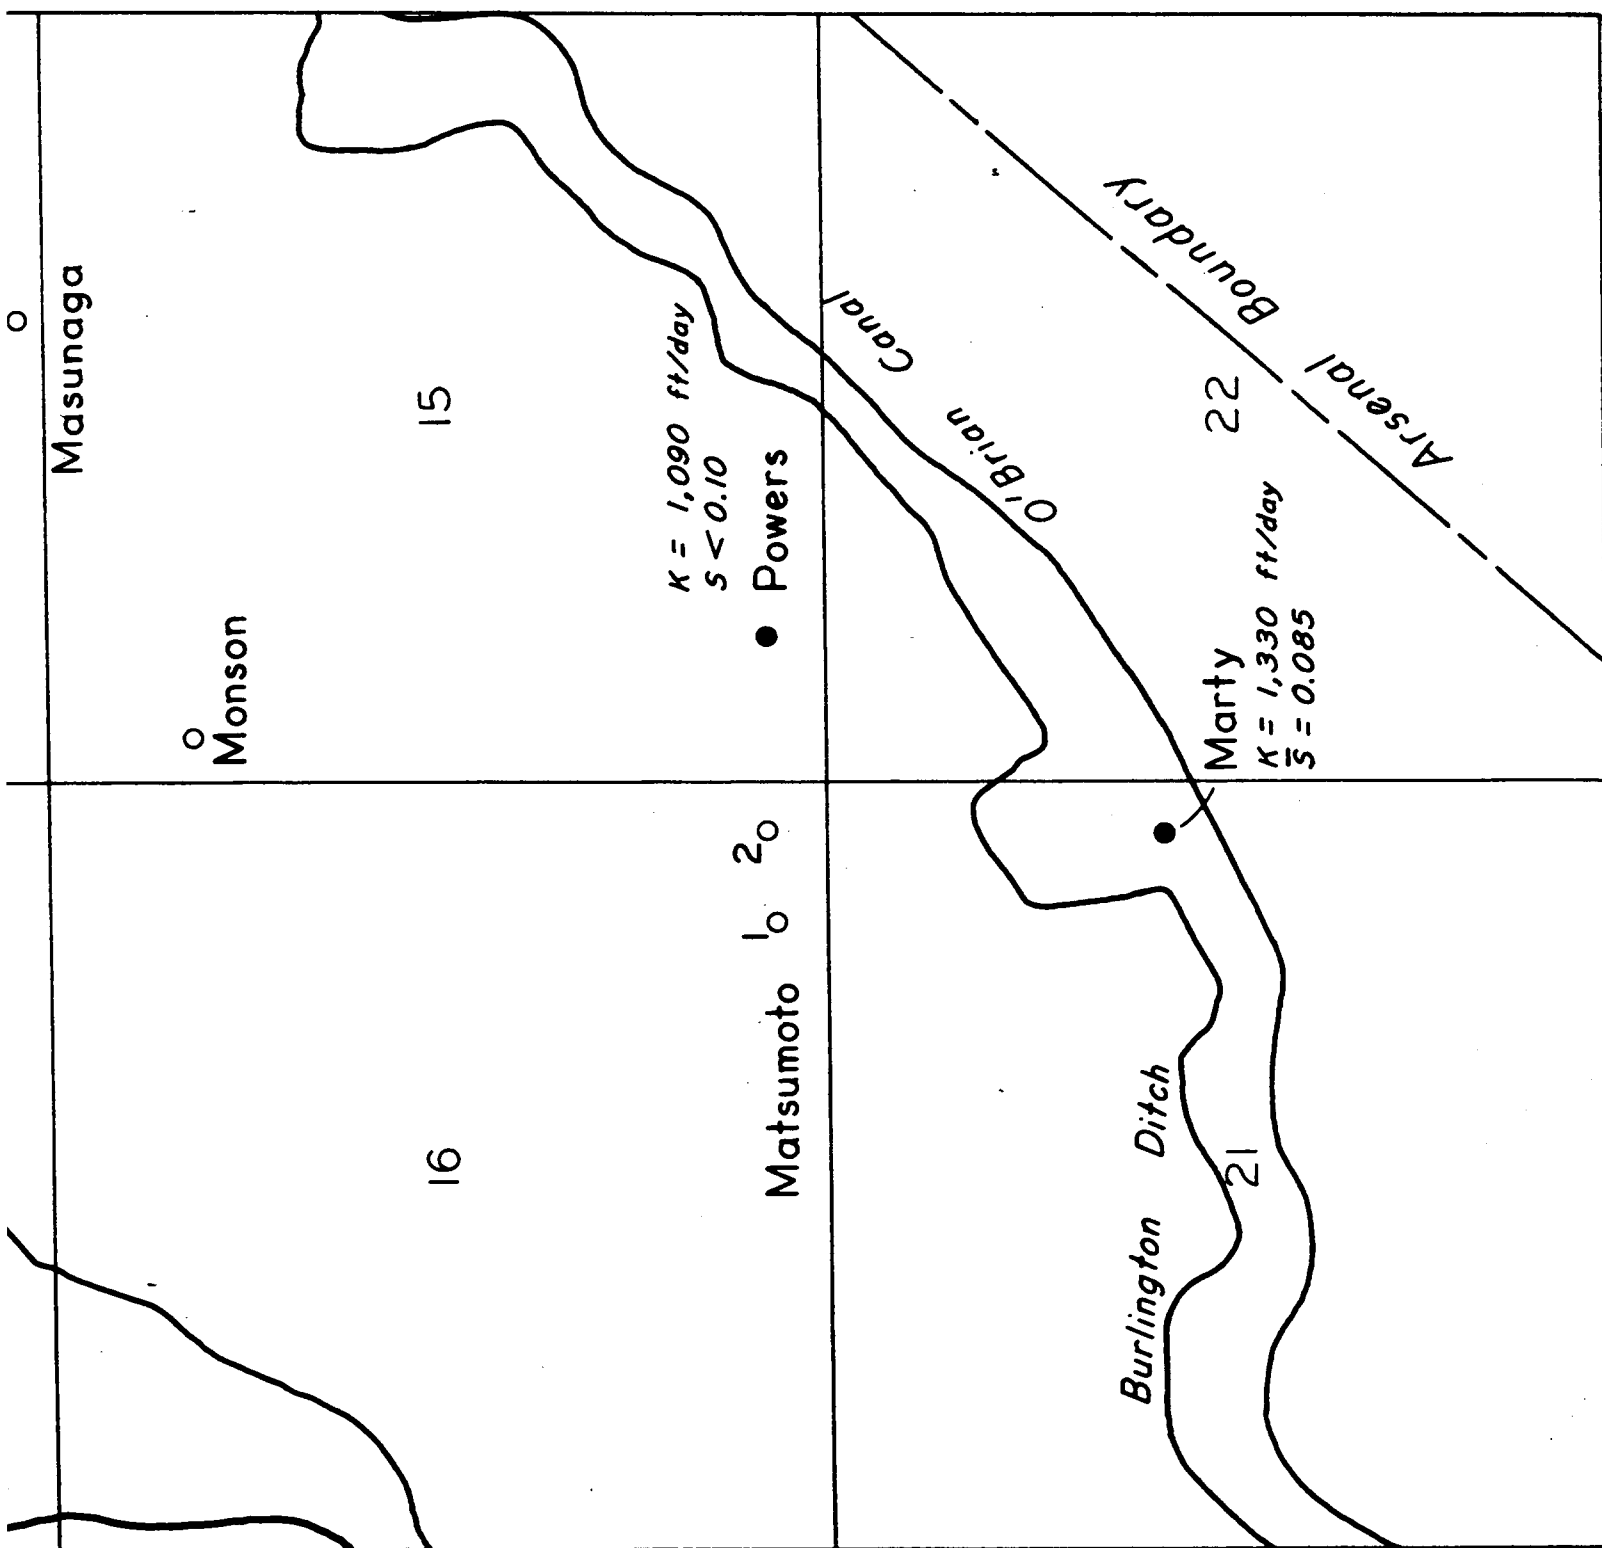 Masunaga
15
Monson
K = 1,090 ft/day
S < 0.10
Powers
O'Brian Canal
Arsenal Boundary
22
Marty
K = 1,330 ft/day
S̅ = 0.085
16
Matsumoto 1 2
Burlington Ditch
21